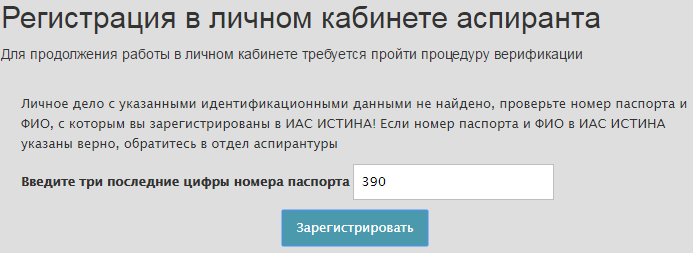 Регистрация в личном кабинете аспиранта
Для продолжения работы в личном кабинете требуется пройти процедуру верификации
Личное дело с указанными идентификационными данными не найдено, проверьте номер паспорта и
ФИО, с которым вы зарегистрированы в ИАС ИСТИНА! Если номер паспорта и ФИО в ИАС ИСТИНА
указаны верно, обратитесь в отдел аспирантуры
Введите три последние цифры номера паспорта 390
Зарегистрировать